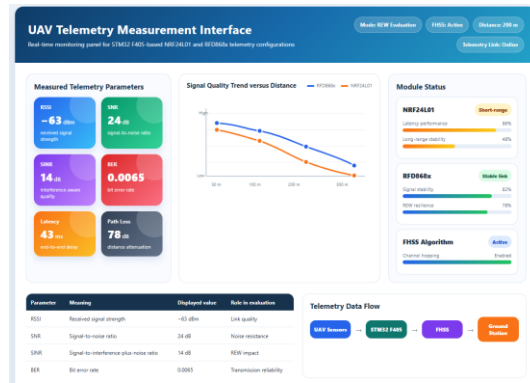 UAV Telemetry Measurement Interface
Real-time monitoring panel for STM32 F405-based NRF24L01 and RFD868x telemetry configurations
Mode: REW Evaluation
FHSS: Active
Distance: 200 m
Telemetry Link: Online
Measured Telemetry Parameters
RSSI
−63 dBm
received signal
strength
SNR
24 dB
signal-to-noise ratio
SINR
14 dB
interference-aware
quality
BER
0.0065
bit error rate
Latency
43 ms
end-to-end delay
Path Loss
78 dB
distance attenuation
Signal Quality Trend versus Distance
RFD868x
NRF24L01
High
Low
50 m
100 m
200 m
300 m
Module Status
NRF24L01
Short-range
Latency performance
Long-range stability
RFD868x
Stable link
Signal stability
REW resilience
FHSS Algorithm
Active
Channel hopping
Enabled
Parameter
Meaning
Displayed value
Role in evaluation
RSSI
Received signal strength
−63 dBm
Link quality
SNR
Signal-to-noise ratio
24 dB
Noise resistance
SINR
Signal-to-interference-plus-noise ratio
14 dB
REW impact
BER
Bit error rate
0.0065
Transmission reliability
Telemetry Data Flow
UAV Sensors
→
STM32 F405
→
FHSS
→
Ground
Station